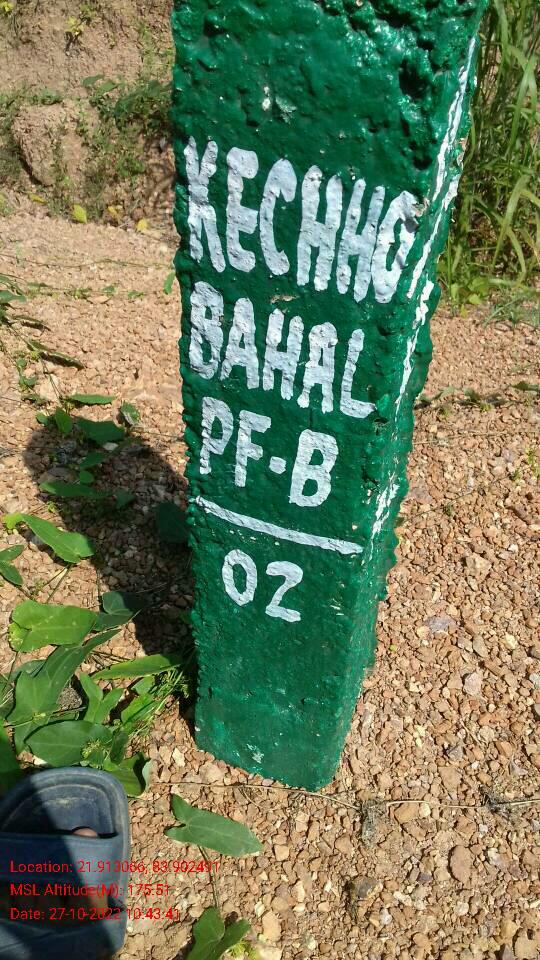 KECHHO
BAHAL
PF-B
02
Location: 21.913066, 83.902491
MSL Altitude(M): 175.51
Date: 27-10-2022 10:43:41